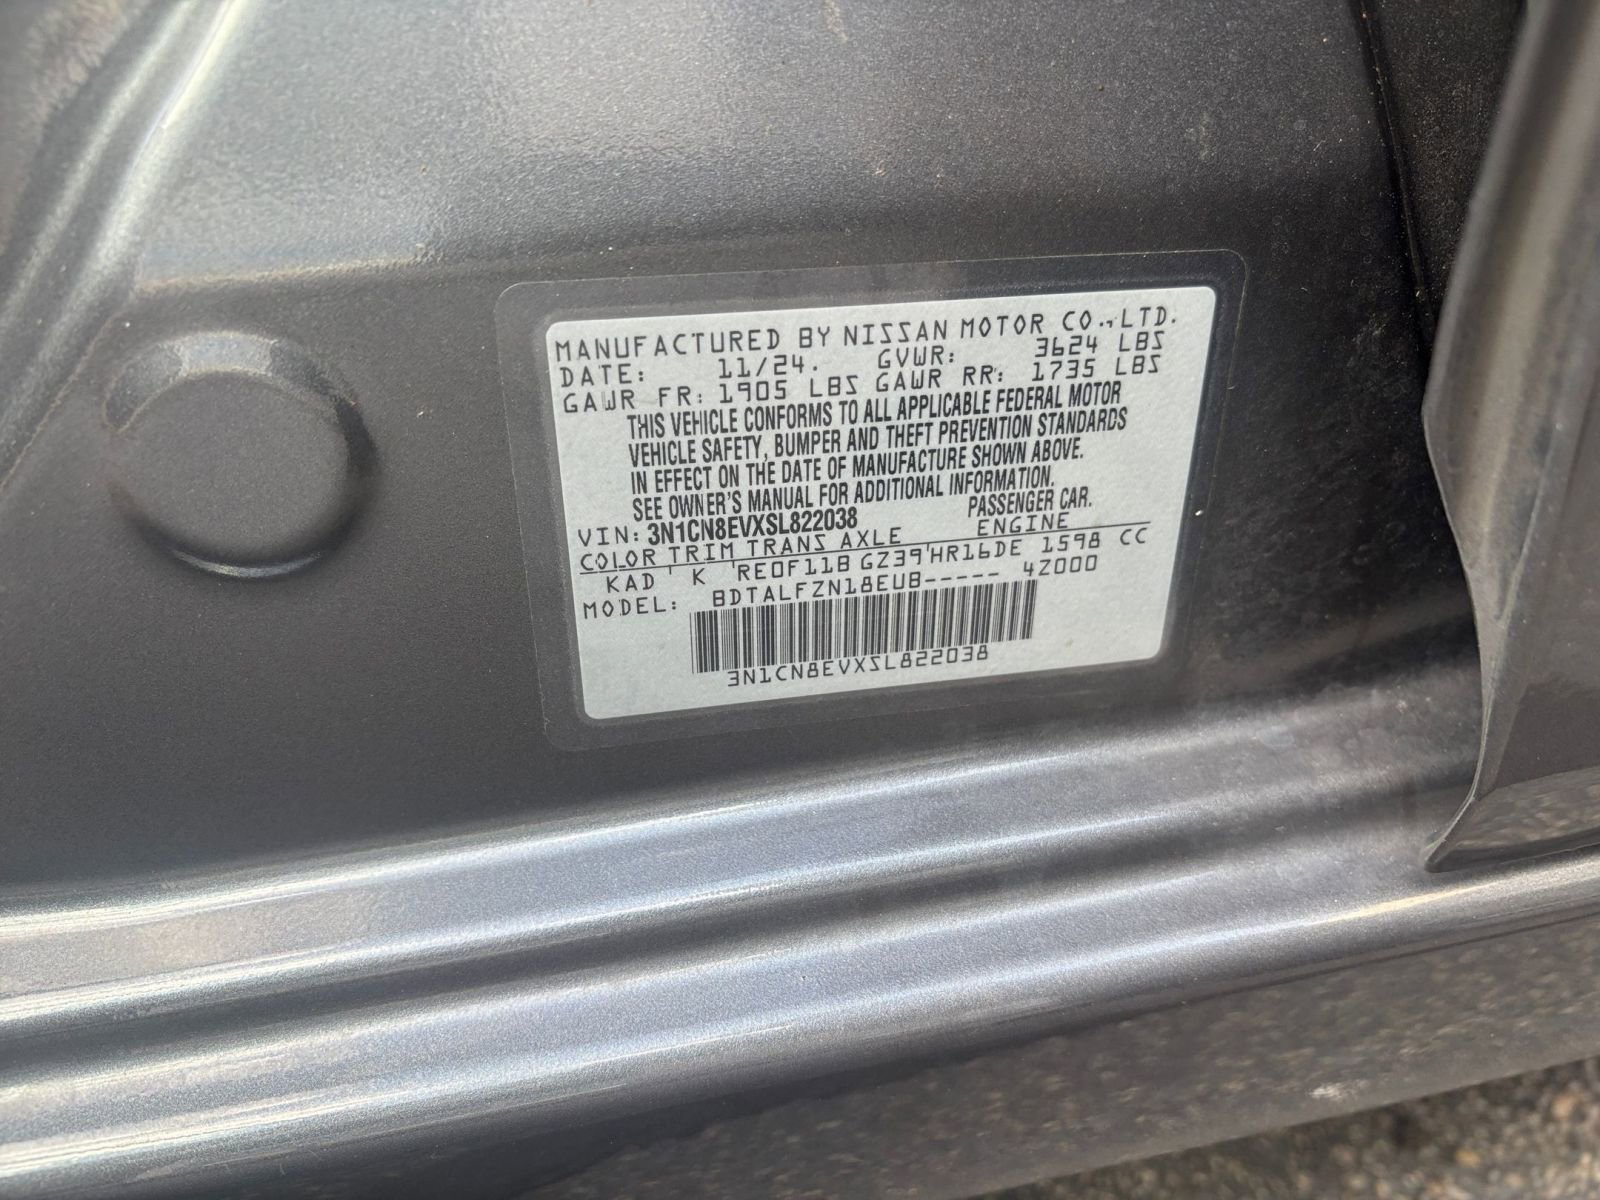 MANUFACTURED BY NISSAN MOTOR CO., LTD.
DATE: 11/24. GVWR: 3624 LBS
GAWR FR: 1905 LBS GAWR RR: 1735 LBS
THIS VEHICLE CONFORMS TO ALL APPLICABLE FEDERAL MOTOR
VEHICLE SAFETY, BUMPER AND THEFT PREVENTION STANDARDS
IN EFFECT ON THE DATE OF MANUFACTURE SHOWN ABOVE.
SEE OWNER'S MANUAL FOR ADDITIONAL INFORMATION.
VIN: 3N1CN8EVXSL822038 PASSENGER CAR.
COLOR TRIM TRANS AXLE ENGINE
KAD ' K 'RE0F11B GZ39'HR16DE 1598 CC
MODEL: BDTALFZN18EUB----- 4Z000
3N1CN8EVXSL822038